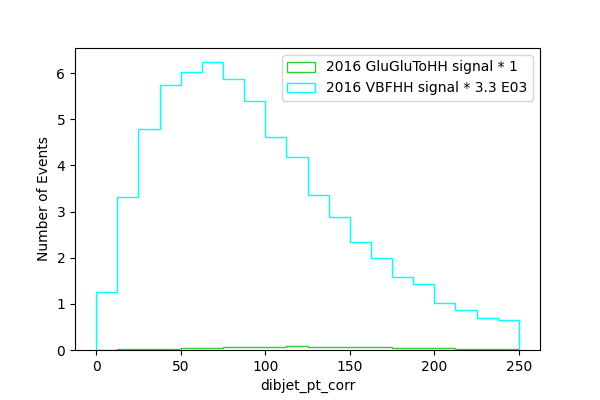 2016 GluGluToHH signal * 1
2016 VBFHH signal * 3.3 E03
Number of Events
6
5
4
3
2
1
0
0 50 100 150 200 250
dibjet_pt_corr